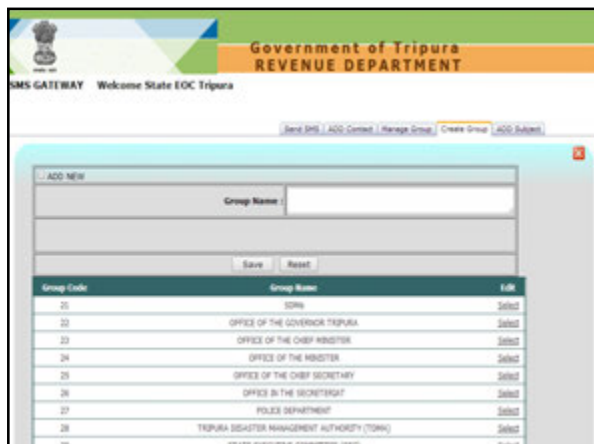 Government of Tripura
REVENUE DEPARTMENT
SMS GATEWAY Welcome State EOC Tripura
Send SMS ADD Contact Manage Group Create Group ADD Subject
ADD NEW
Group Name :
Save Reset
Group Code Group Name Edit
21 SDMs Select
22 OFFICE OF THE GOVERNOR TRIPURA Select
23 OFFICE OF THE CHIEF MINISTER Select
24 OFFICE OF THE MINISTER Select
25 OFFICE OF THE CHIEF SECRETARY Select
26 OFFICE IN THE SECRETERIAT Select
27 POLICE DEPARTMENT Select
28 TRIPURA DISASTER MANAGEMENT AUTHORITY (TDMA) Select